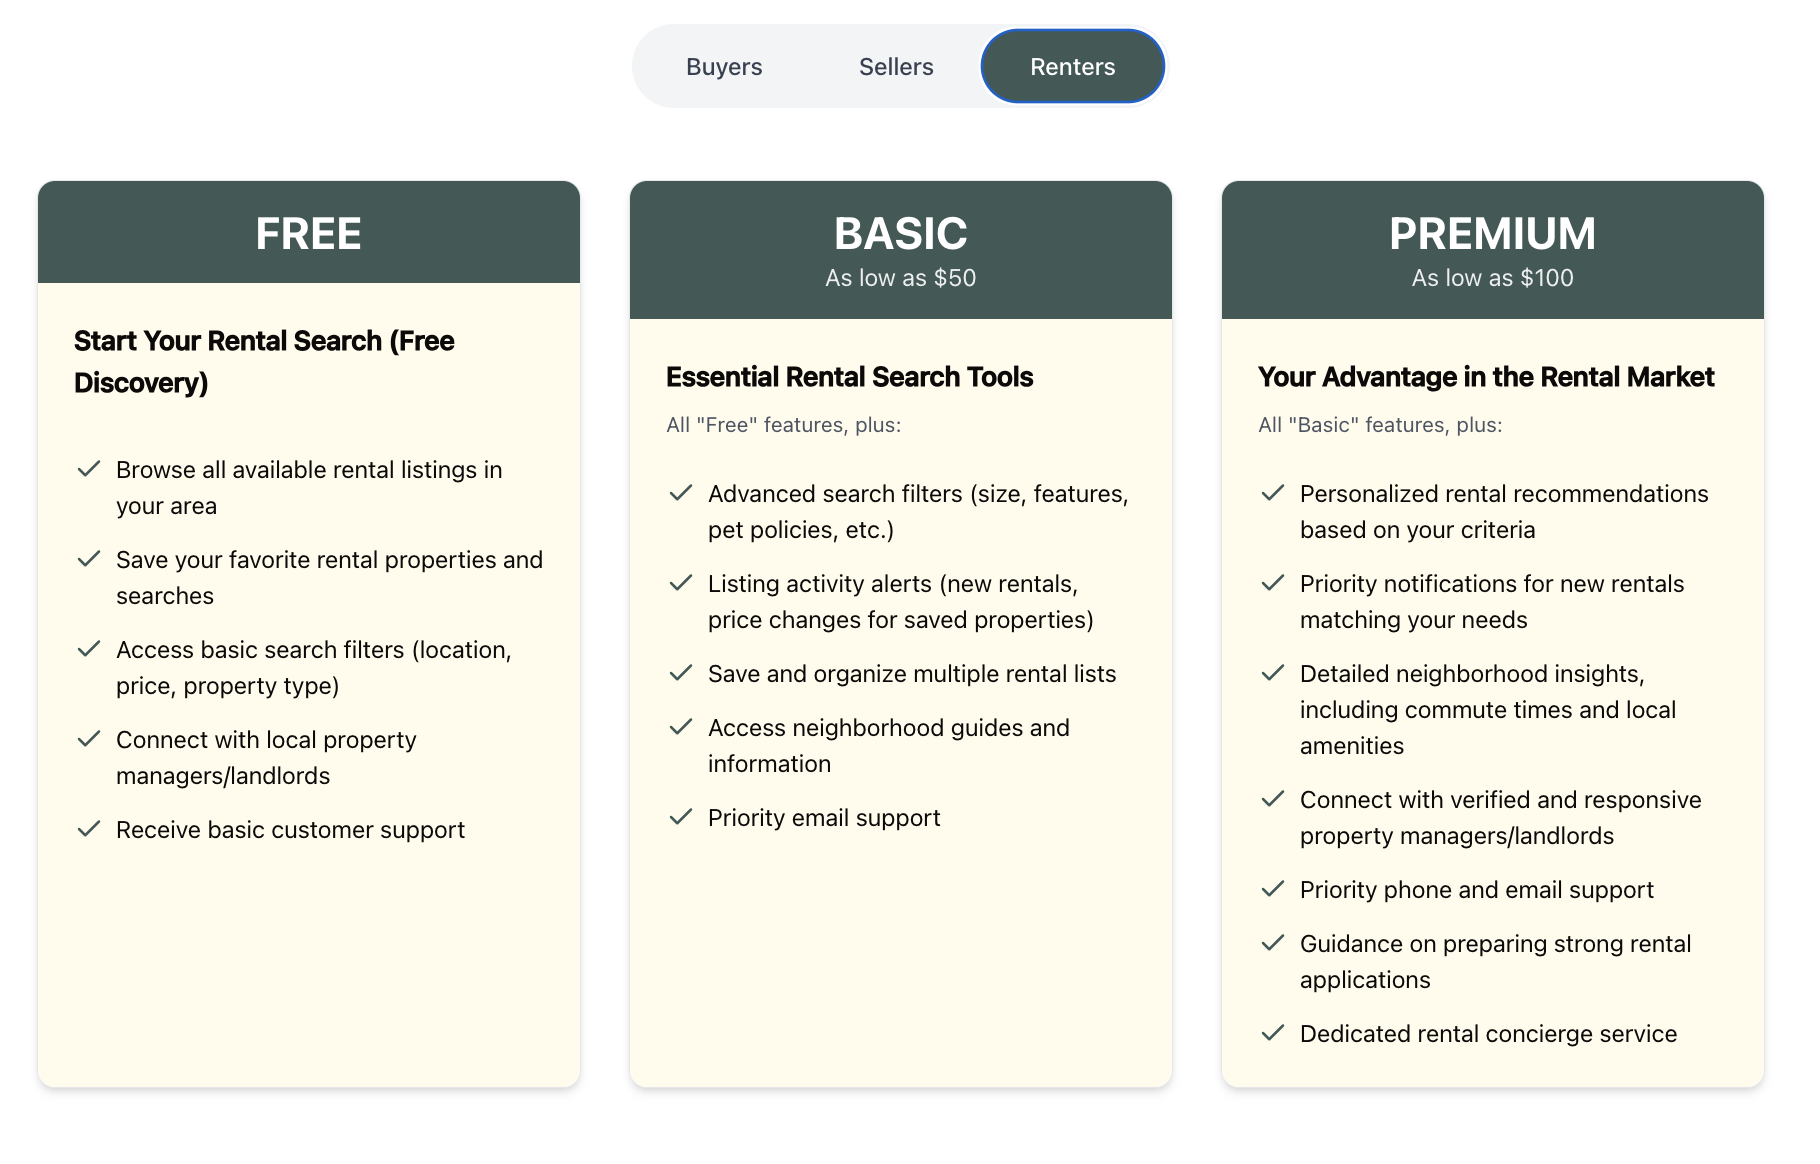 Buyers
Sellers
Renters
FREE
Start Your Rental Search (Free
Discovery)
Browse all available rental listings in
your area
Save your favorite rental properties and
searches
Access basic search filters (location,
price, property type)
Connect with local property
managers/landlords
Receive basic customer support
BASIC
As low as $50
Essential Rental Search Tools
All "Free" features, plus:
Advanced search filters (size, features,
pet policies, etc.)
Listing activity alerts (new rentals,
price changes for saved properties)
Save and organize multiple rental lists
Access neighborhood guides and
information
Priority email support
PREMIUM
As low as $100
Your Advantage in the Rental Market
All "Basic" features, plus:
Personalized rental recommendations
based on your criteria
Priority notifications for new rentals
matching your needs
Detailed neighborhood insights,
including commute times and local
amenities
Connect with verified and responsive
property managers/landlords
Priority phone and email support
Guidance on preparing strong rental
applications
Dedicated rental concierge service